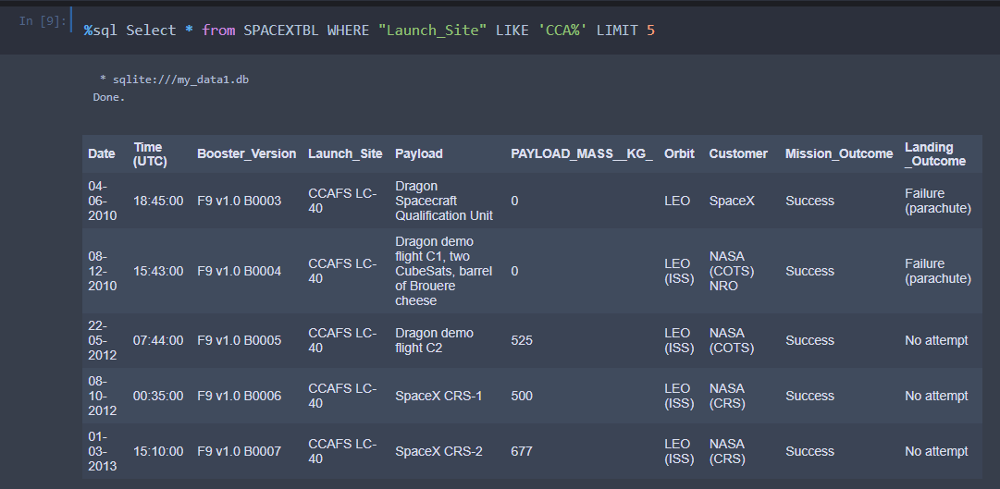 In [9]:
%sql Select * from SPACEXTBL WHERE "Launch_Site" LIKE 'CCA%' LIMIT 5
* sqlite:///my_data1.db
Done.
Date Time (UTC) Booster_Version Launch_Site Payload PAYLOAD_MASS__KG_ Orbit Customer Mission_Outcome Landing _Outcome
04-06-2010 18:45:00 F9 v1.0 B0003 CCAFS LC-40 Dragon Spacecraft Qualification Unit 0 LEO SpaceX Success Failure (parachute)
08-12-2010 15:43:00 F9 v1.0 B0004 CCAFS LC-40 Dragon demo flight C1, two CubeSats, barrel of Brouere cheese 0 LEO (ISS) NASA (COTS) NRO Success Failure (parachute)
22-05-2012 07:44:00 F9 v1.0 B0005 CCAFS LC-40 Dragon demo flight C2 525 LEO (ISS) NASA (COTS) Success No attempt
08-10-2012 00:35:00 F9 v1.0 B0006 CCAFS LC-40 SpaceX CRS-1 500 LEO (ISS) NASA (CRS) Success No attempt
01-03-2013 15:10:00 F9 v1.0 B0007 CCAFS LC-40 SpaceX CRS-2 677 LEO (ISS) NASA (CRS) Success No attempt